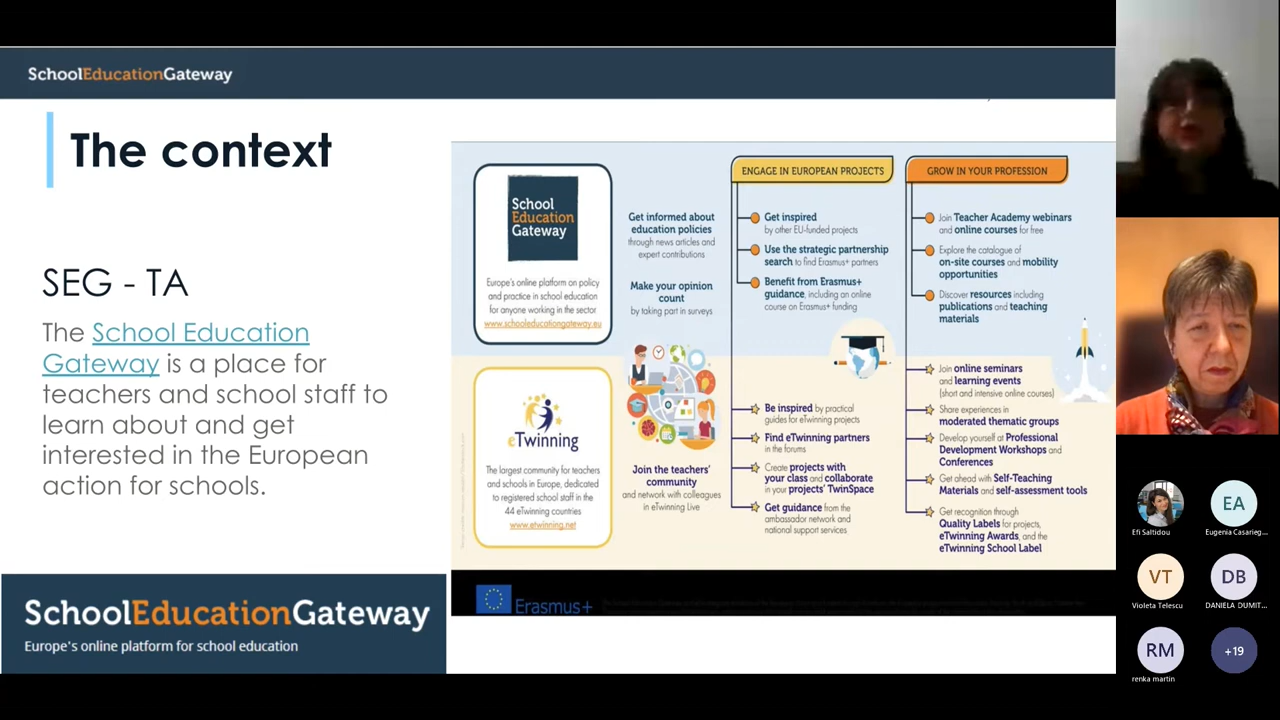 SchoolEducationGateway
The context
SEG - TA
The School Education
Gateway is a place for
teachers and school staff to
learn about and get
interested in the European
action for schools.
SchoolEducationGateway
Europe's online platform for school education
School
Education
Gateway
Europe's online platform on policy
and practice in school education
for anyone working in the sector
www.schooleducationgateway.eu
Get informed about
education policies
through news articles and
expert contributions
Make your opinion
count
by taking part in surveys
ENGAGE IN EUROPEAN PROJECTS
Get inspired
by other EU-funded projects
Use the strategic partnership
search to find Erasmus+ partners
Benefit from Erasmus+
guidance, including an online
course on Erasmus+ funding
GROW IN YOUR PROFESSION
Join Teacher Academy webinars
and online courses for free
Explore the catalogue of
on-site courses and mobility
opportunities
Discover resources including
publications and teaching
materials
eTwinning
The largest community for teachers
and schools in Europe, dedicated
to registered school staff in the
44 eTwinning countries
www.etwinning.net
Join the teachers'
community
and network with colleagues
in eTwinning Live
Be inspired by practical
guides for eTwinning projects
Find eTwinning partners
in the forums
Create projects with
your class and collaborate
in your projects' TwinSpace
Get guidance from the
ambassador network and
national support services
Join online seminars
and learning events
(short and intensive online courses)
Share experiences in
moderated thematic groups
Develop yourself at Professional
Development Workshops and
Conferences
Get ahead with Self-Teaching
Materials and self-assessment tools
Get recognition through
Quality Labels for projects,
eTwinning Awards, and the
eTwinning School Label
Erasmus+
Efi Saltidou
EA
Eugenia Casarieg...
VT
Violeta Telescu
DB
DANIELA DUMIT...
RM
renka martin
+19